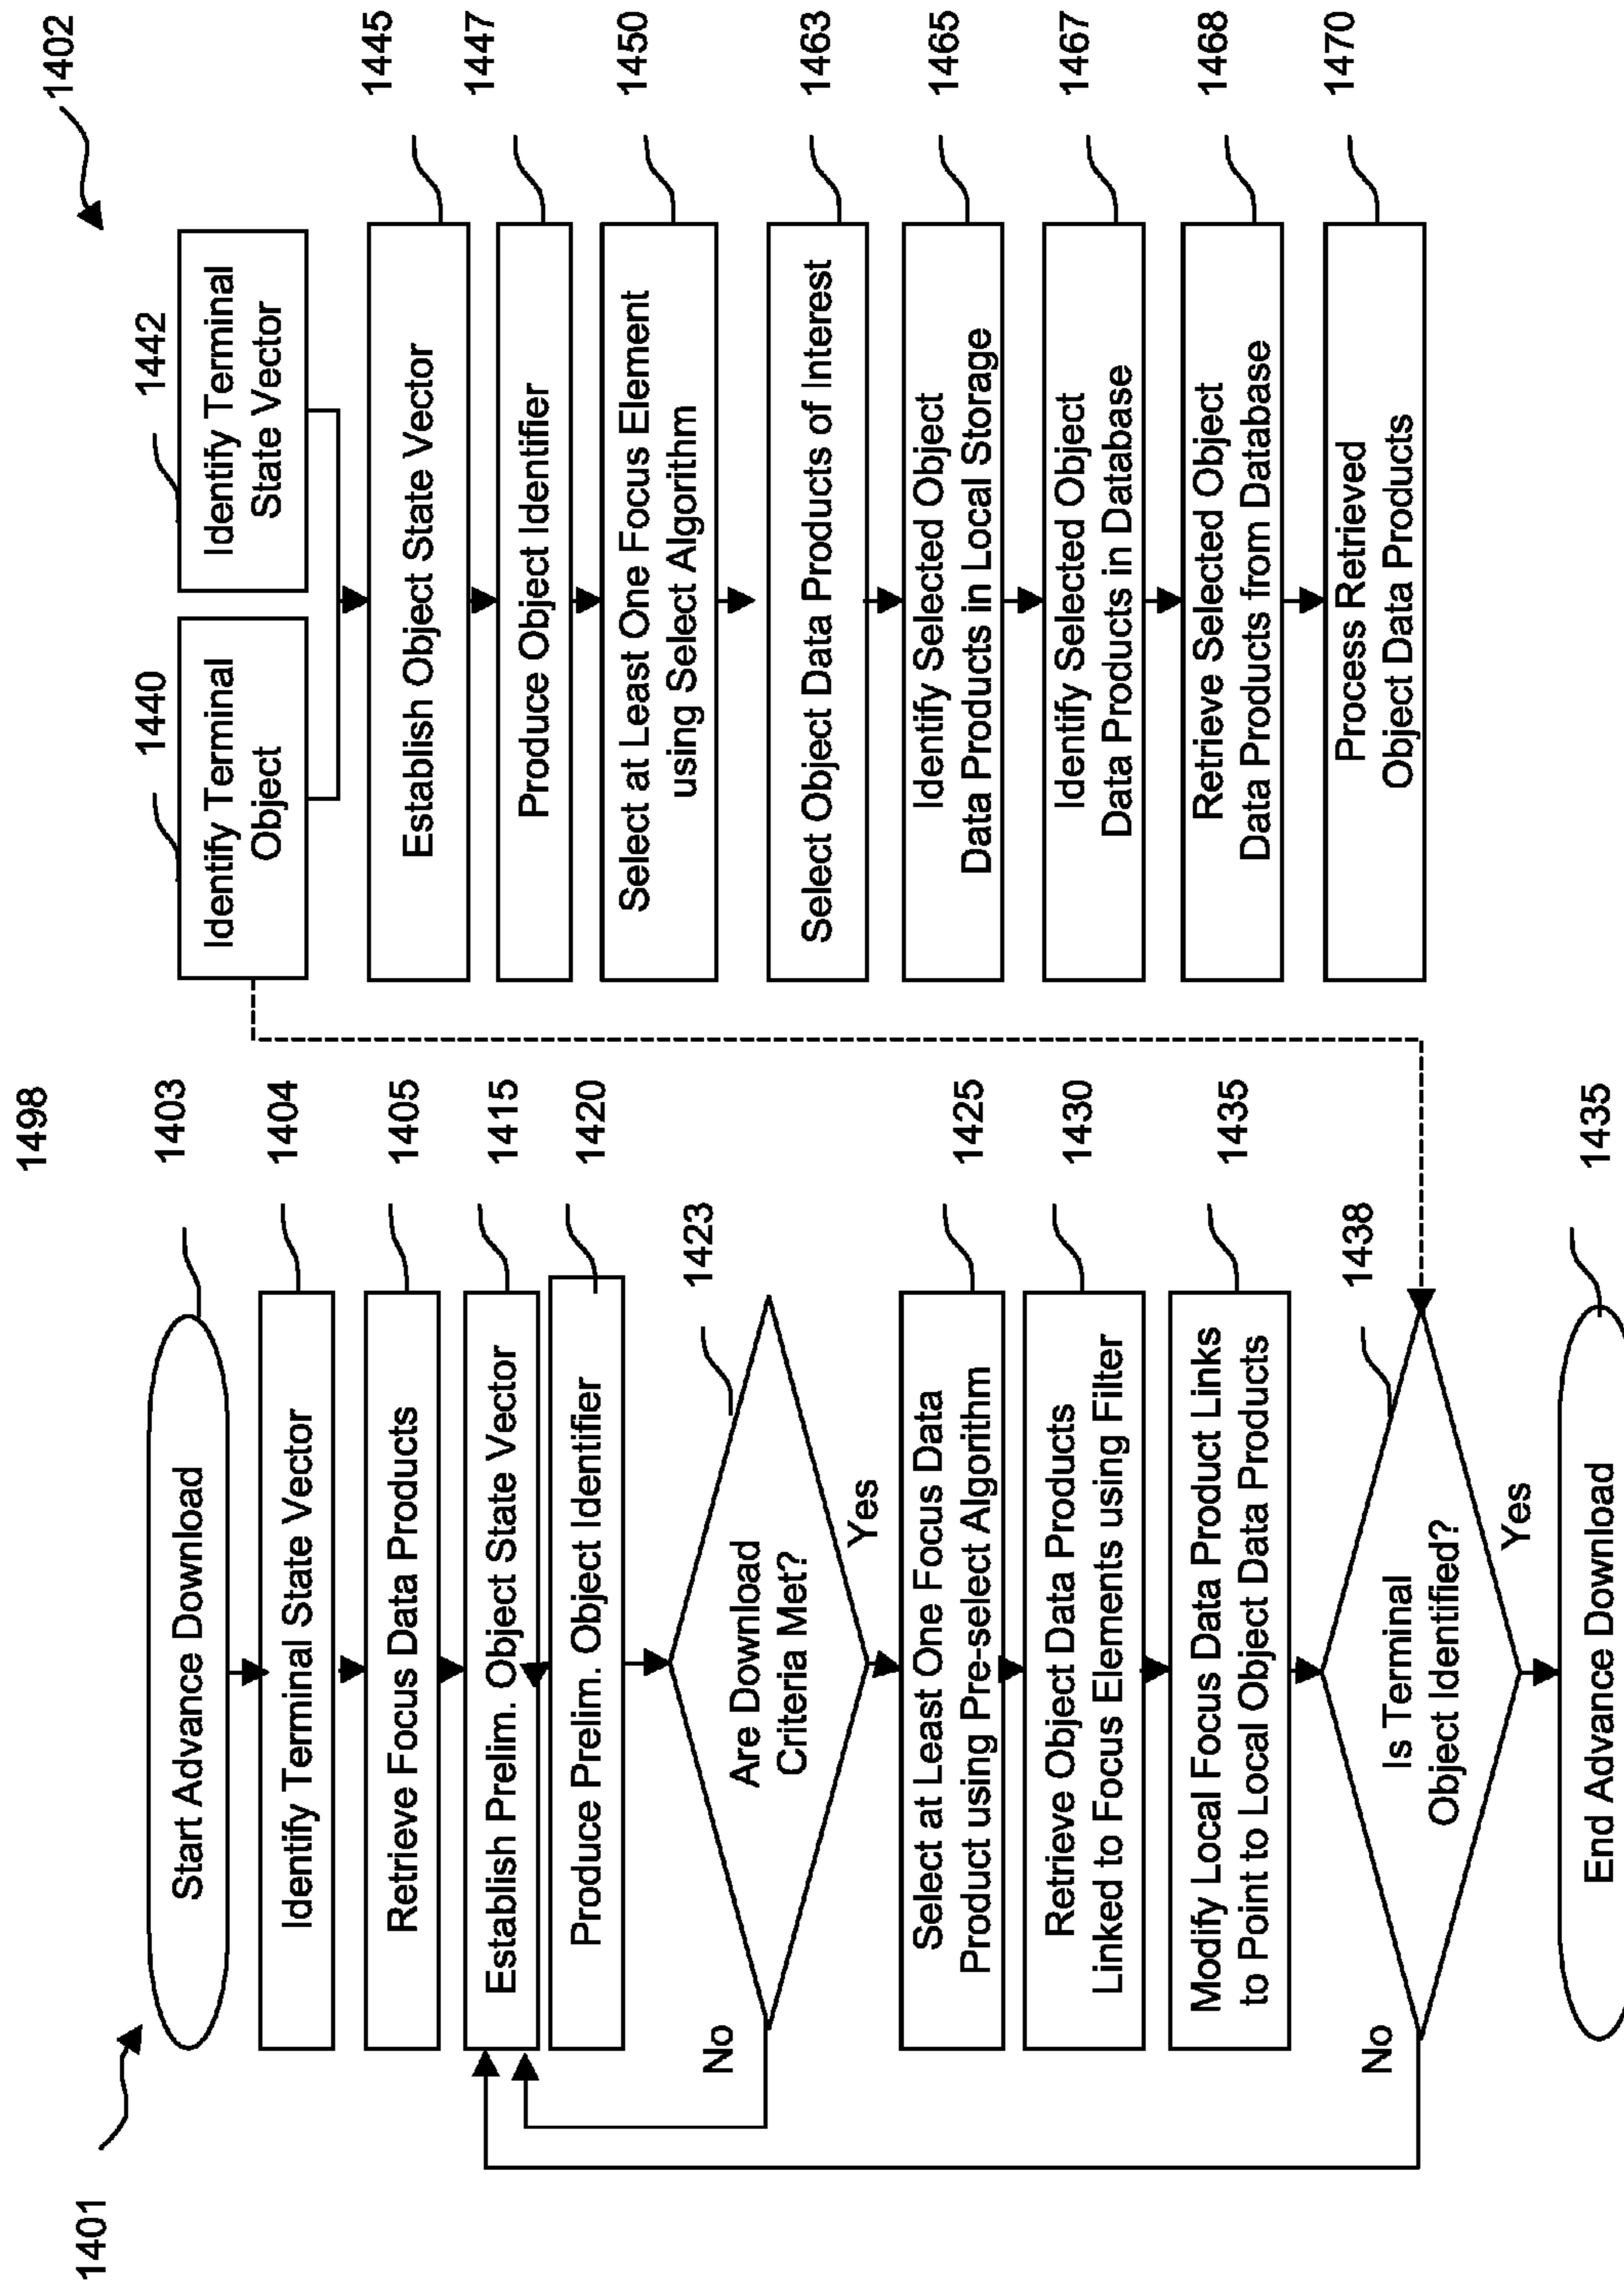 1498
1401
Start Advance Download
1403
Identify Terminal State Vector
1404
Retrieve Focus Data Products
1405
Establish Prelim. Object State Vector
1415
Produce Prelim. Object Identifier
1420
Are Download
Criteria Met?
1423
No
Yes
Select at Least One Focus Data
Product using Pre-select Algorithm
1425
Retrieve Object Data Products
Linked to Focus Elements using Filter
1430
Modify Local Focus Data Product Links
to Point to Local Object Data Products
1435
Is Terminal
Object Identified?
1438
No
Yes
End Advance Download
1435
1402
Identify Terminal
Object
1440
Identify Terminal
State Vector
1442
Establish Object State Vector
1445
Produce Object Identifier
1447
Select at Least One Focus Element
using Select Algorithm
1450
Select Object Data Products of Interest
1463
Identify Selected Object
Data Products in Local Storage
1465
Identify Selected Object
Data Products in Database
1467
Retrieve Selected Object
Data Products from Database
1468
Process Retrieved
Object Data Products
1470